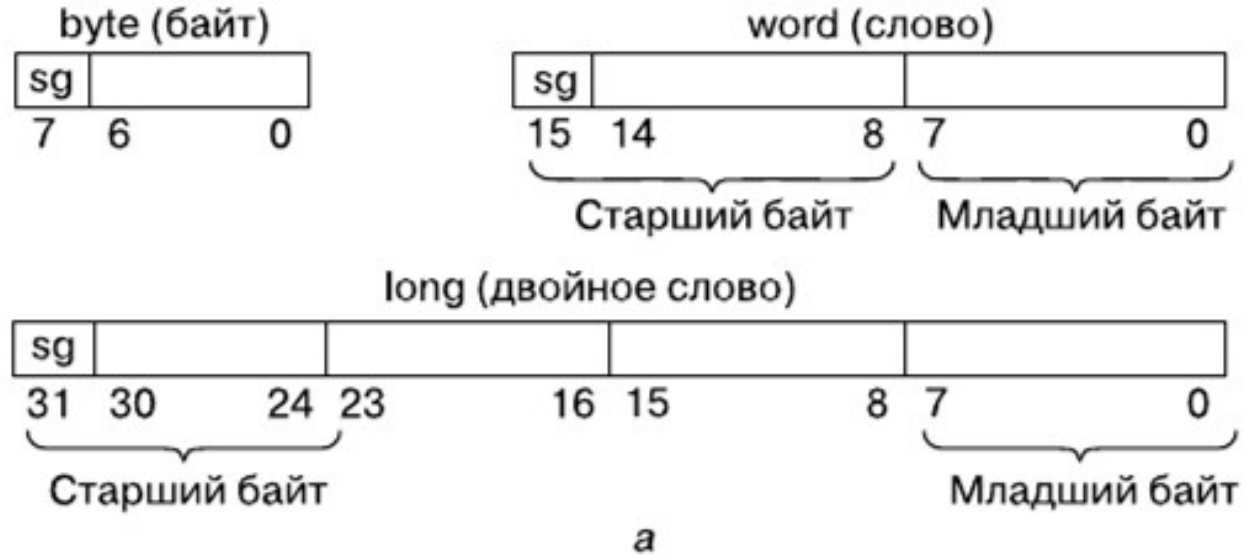 byte (байт)
word (слово)
sg
sg
7 6 0
15 14 8 7 0
Старший байт Младший байт
long (двойное слово)
sg
31 30 24 23 16 15 8 7 0
Старший байт Младший байт
а